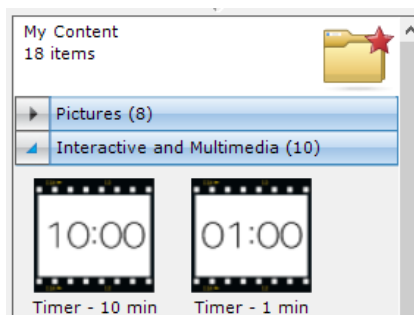 My Content
18 items
Pictures (8)
Interactive and Multimedia (10)
10:00 01:00
Timer - 10 min Timer - 1 min